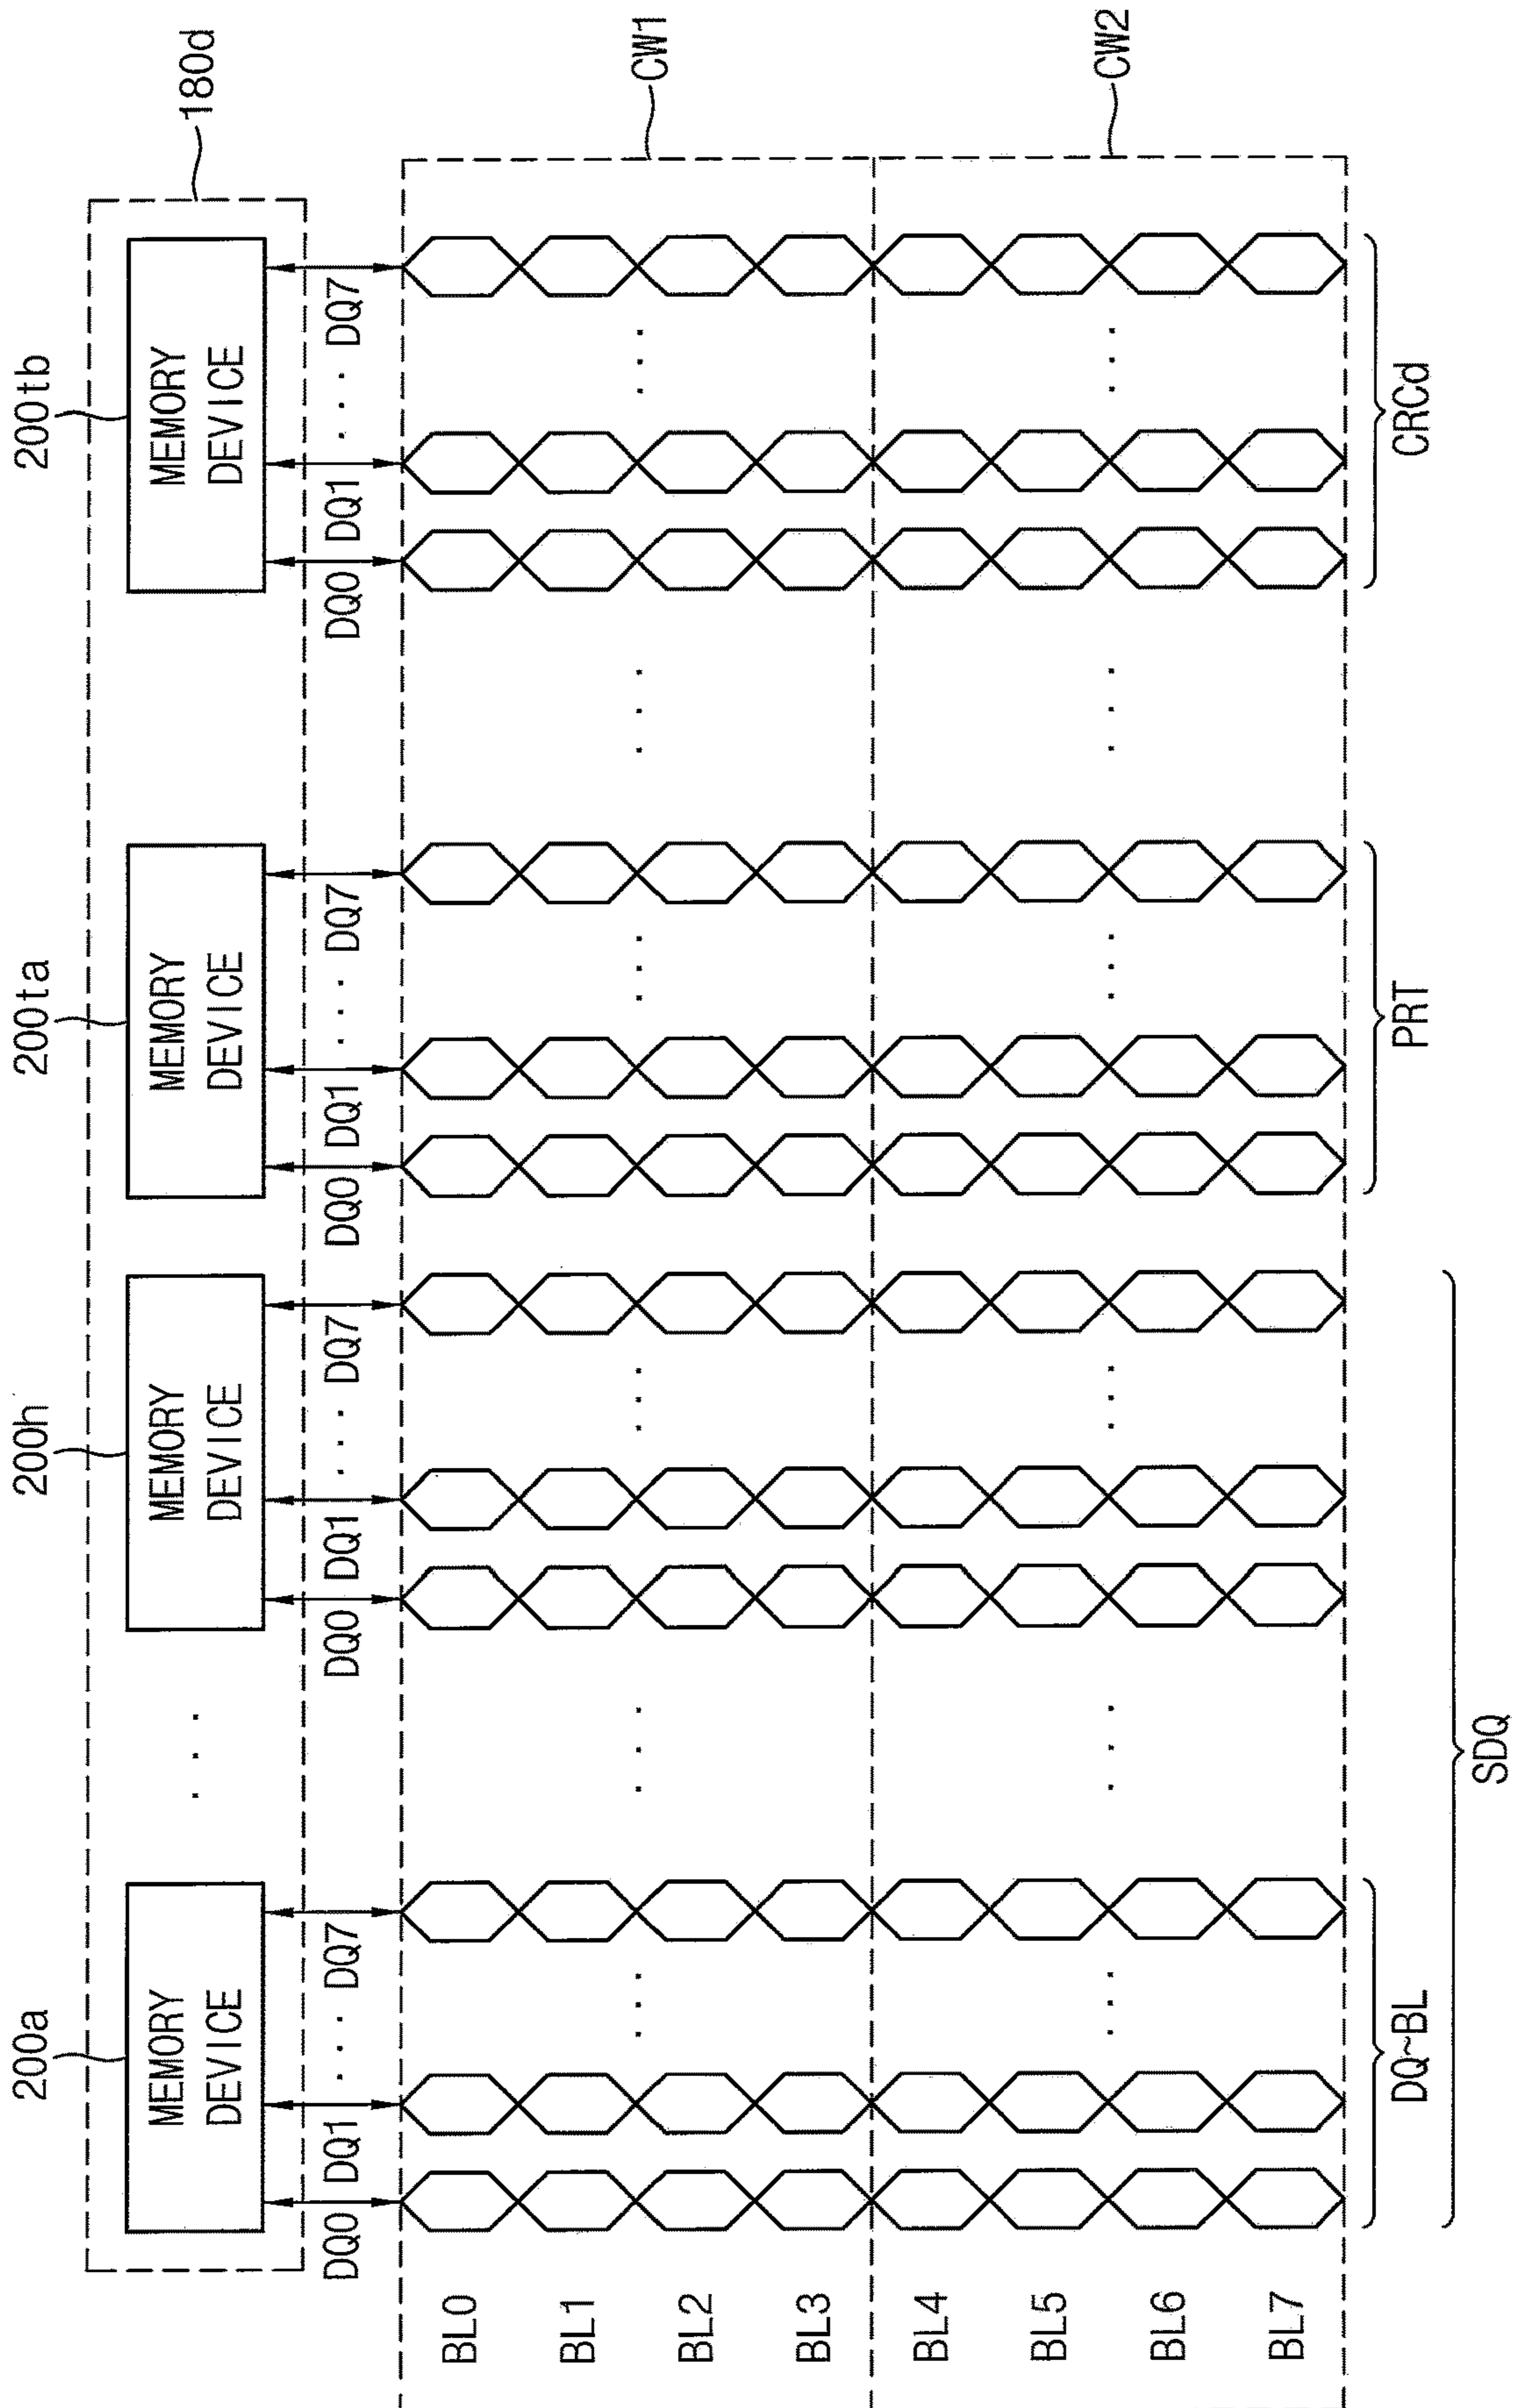 200a
200h
200ta
200tb
180d
MEMORY
DEVICE
MEMORY
DEVICE
MEMORY
DEVICE
MEMORY
DEVICE
DQ0 DQ1 ... DQ7
DQ0 DQ1 ... DQ7
DQ0 DQ1 ... DQ7
DQ0 DQ1 ... DQ7
BL0
BL1
BL2
BL3
CW1
BL4
BL5
BL6
BL7
CW2
DQ~BL
PRT
CRCd
SDQ